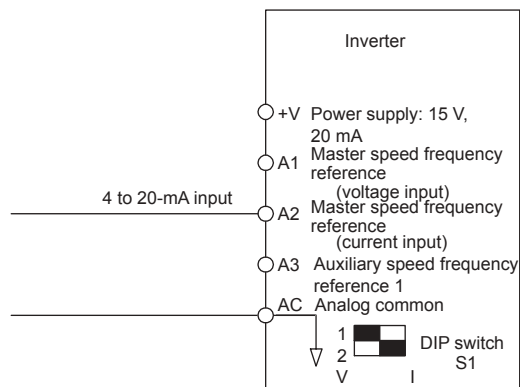 Inverter
+V Power supply: 15 V,
20 mA
A1 Master speed frequency
reference
(voltage input)
4 to 20-mA input
A2 Master speed frequency
reference
(current input)
A3 Auxiliary speed frequency
reference 1
AC Analog common
1
2
DIP switch
S1
V I